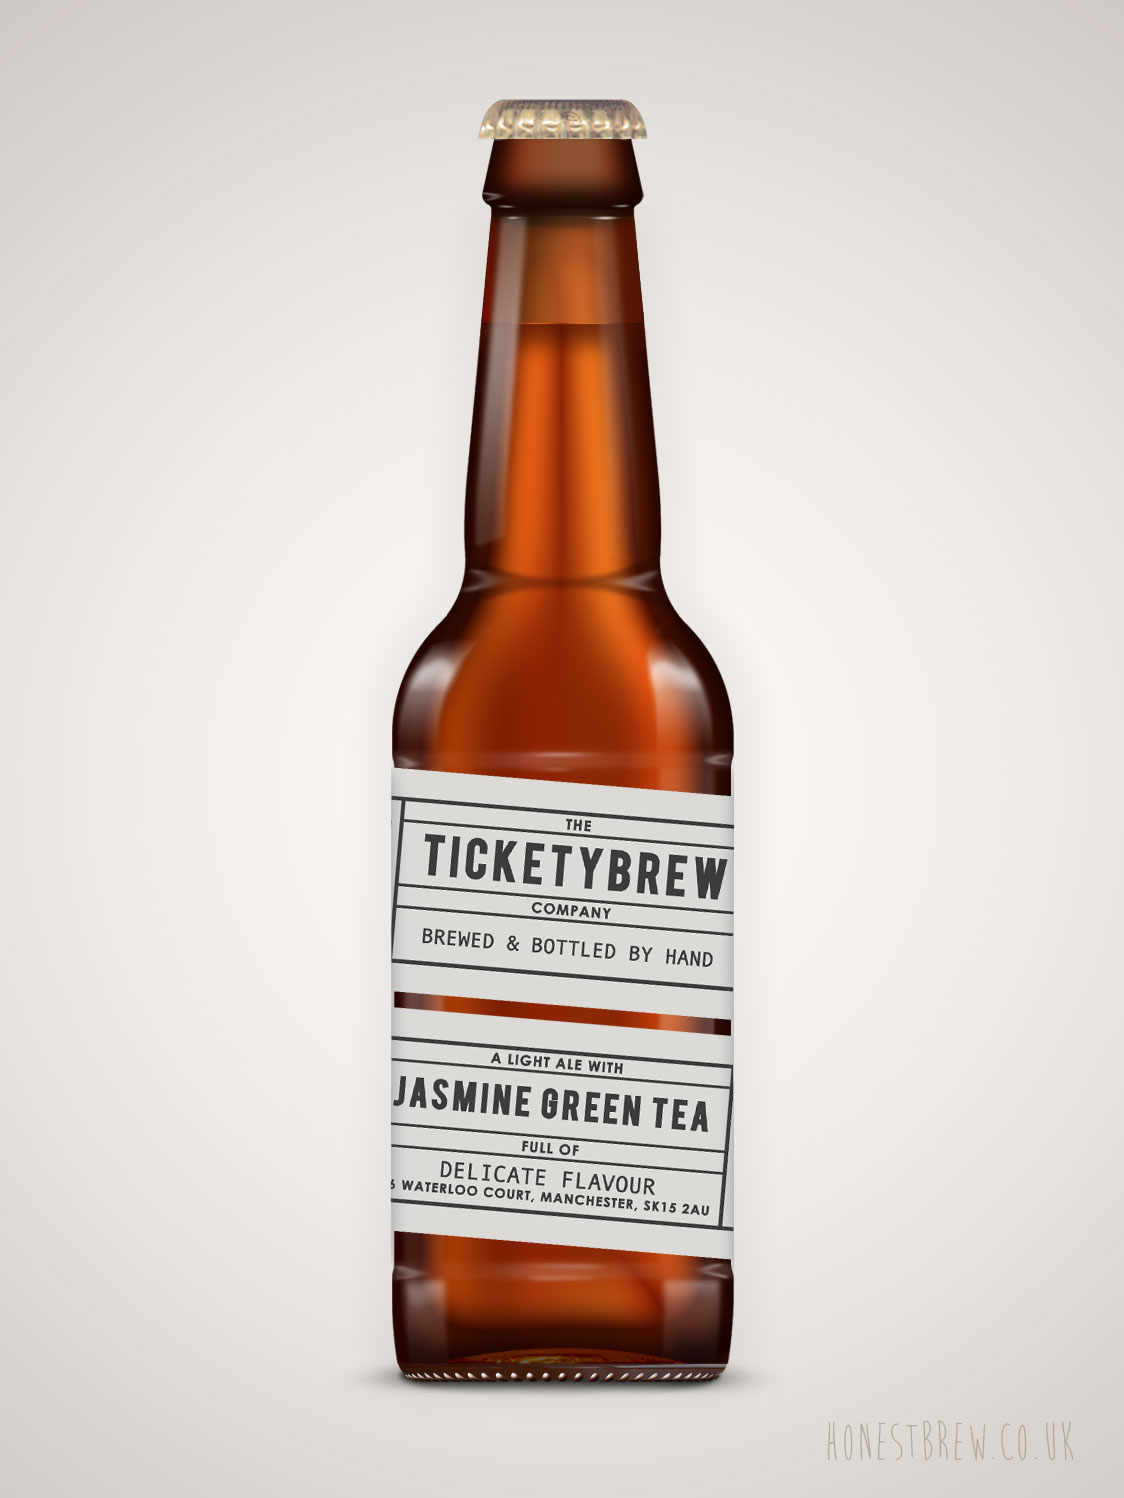 THE
TICKETYBREW
COMPANY
BREWED & BOTTLED BY HAND
A LIGHT ALE WITH
JASMINE GREEN TEA
FULL OF
DELICATE FLAVOUR
6 WATERLOO COURT, MANCHESTER, SK15 2AU
HONESTBREW.CO.UK